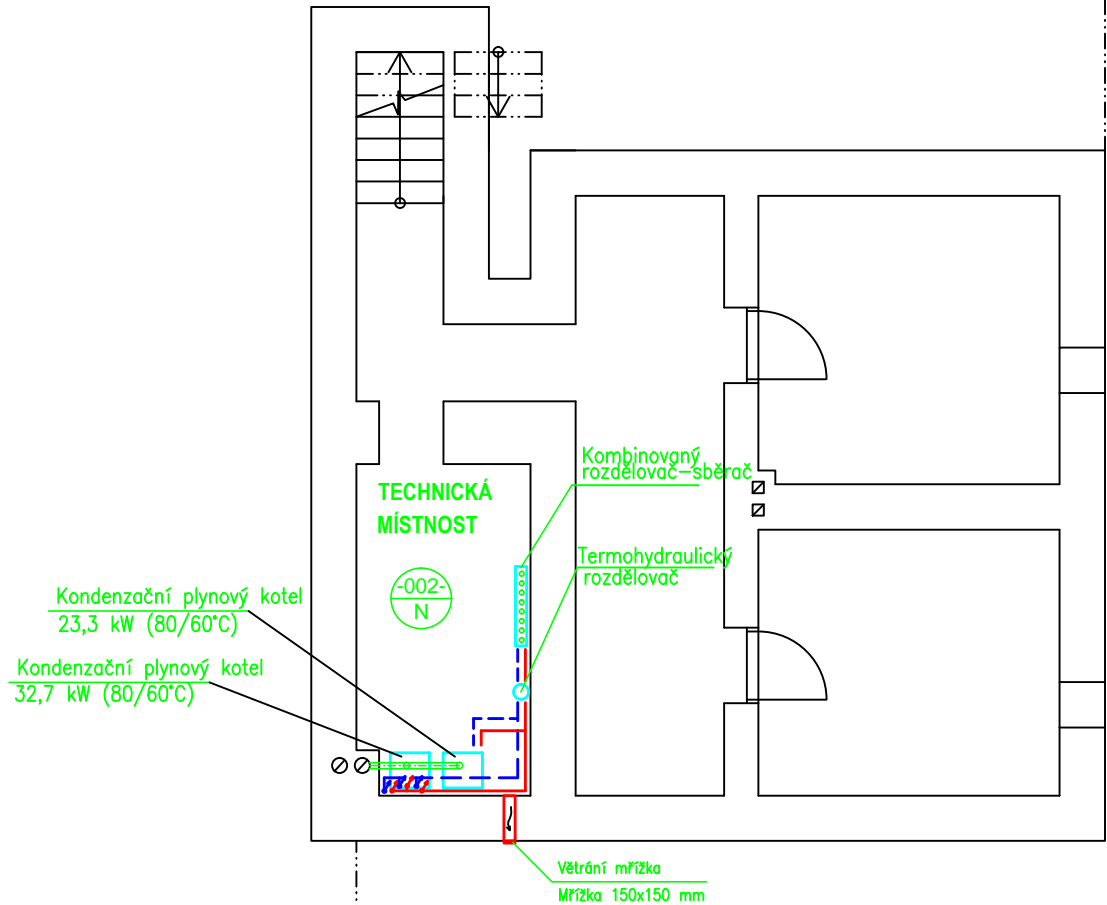 Kombinovaný
rozdělovač-sběrač
TECHNICKÁ
MÍSTNOST
Termohydraulický
rozdělovač
-002-
N
Kondenzační plynový kotel
23,3 kW (80/60°C)
Kondenzační plynový kotel
32,7 kW (80/60°C)
Větrání mřížka
Mřížka 150x150 mm